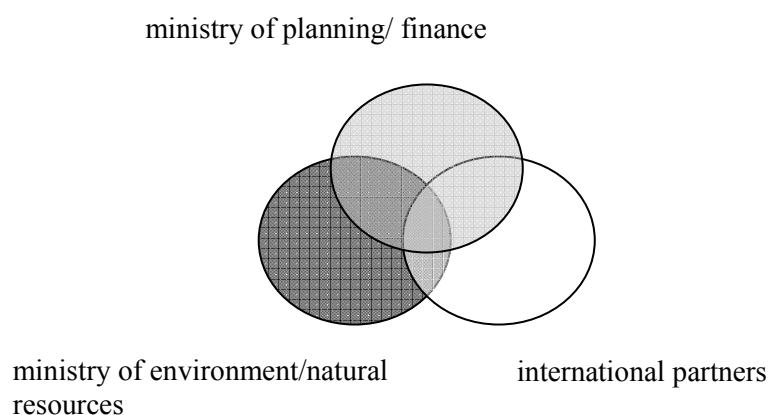 ministry of planning/ finance
ministry of environment/natural
resources
international partners